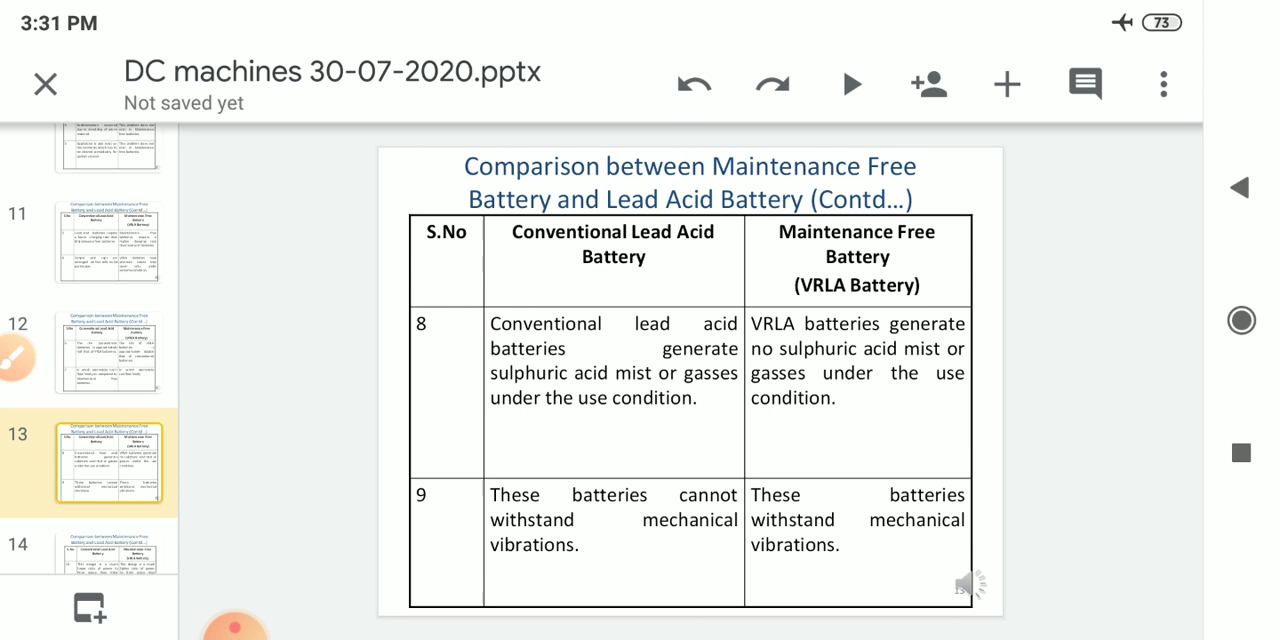 3:31 PM
73
DC machines 30-07-2020.pptx
Not saved yet
11
12
13
14
Comparison between Maintenance Free
Battery and Lead Acid Battery (Contd...)
S.No
Conventional Lead Acid
Battery
Maintenance Free
Battery
(VRLA Battery)
8
Conventional lead acid
batteries generate
sulphuric acid mist or gasses
under the use condition.
VRLA batteries generate
no sulphuric acid mist or
gasses under the use
condition.
9
These batteries cannot
withstand mechanical
vibrations.
These batteries
withstand mechanical
vibrations.
13